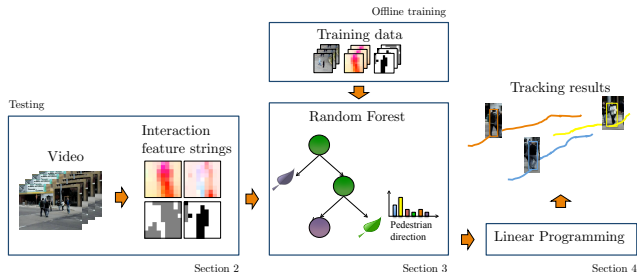 Offline training
Training data
Testing
Video
Interaction
feature strings
Section 2
Random Forest
Pedestrian
direction
Section 3
Tracking results
Linear Programming
Section 4